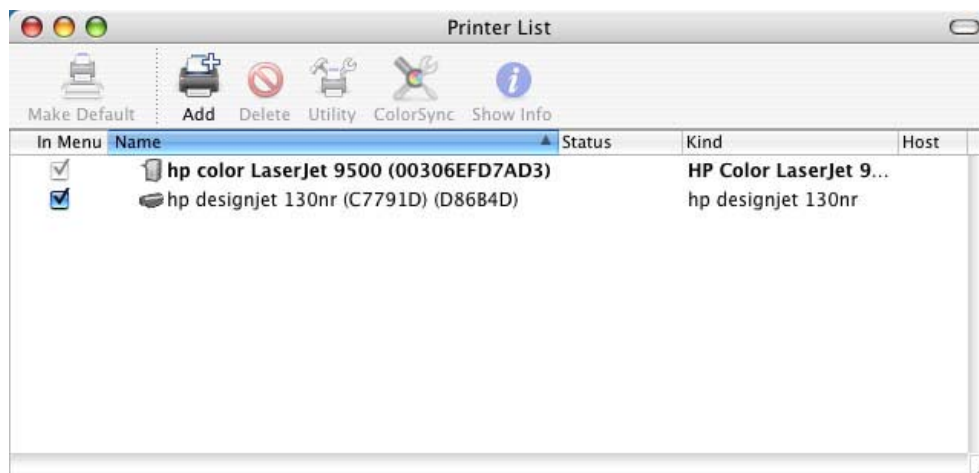 Printer List
Make Default Add Delete Utility ColorSync Show Info
In Menu Name Status Kind Host
hp color LaserJet 9500 (00306EFD7AD3) HP Color LaserJet 9...
hp designjet 130nr (C7791D) (D86B4D) hp designjet 130nr